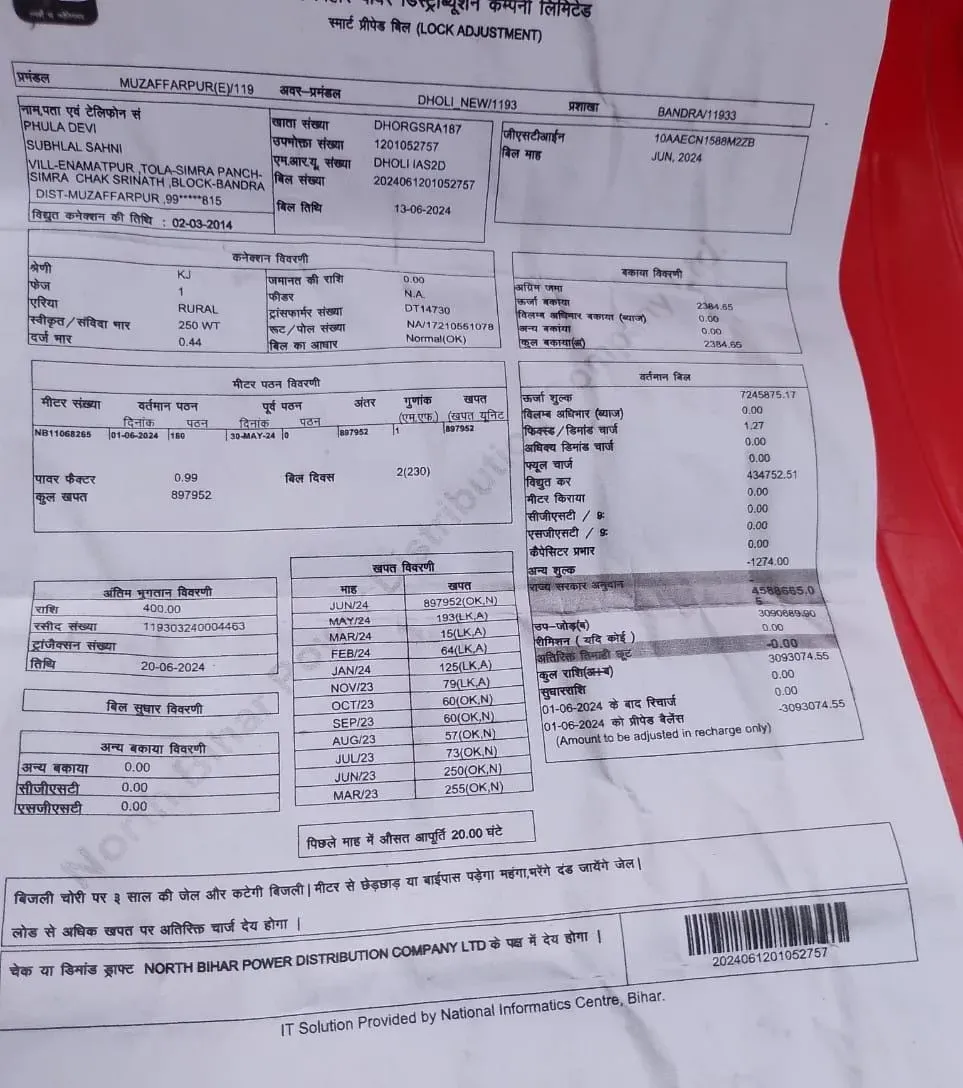 डिस्ट्रीब्यूशन कम्पनी लिमिटेड
स्मार्ट प्रीपेड बिल (LOCK ADJUSTMENT)
प्रमंडल MUZAFFARPUR(E)/119 अवर-प्रमंडल DHOLI_NEW/1193 प्रशाखा BANDRA/11933
नाम,पता एवं टेलिफोन सं
PHULA DEVI
SUBHLAL SAHNI
VILL-ENAMATPUR ,TOLA-SIMRA PANCH-
SIMRA CHAK SRINATH ,BLOCK-BANDRA
DIST-MUZAFFARPUR ,99*****815
विद्युत कनेक्शन की तिथि : 02-03-2014
खाता संख्या DHORGSRA187
उपभोक्ता संख्या 1201052757
एम.आर.यू. संख्या DHOLI IAS2D
बिल संख्या 2024061201052757
बिल तिथि 13-06-2024
जीएसटीआईन 10AAECN1588M2ZB
बिल माह JUN, 2024
कनेक्शन विवरणी
श्रेणी KJ
फेज 1
एरिया RURAL
स्वीकृत/संविदा भार 250 WT
दर्ज भार 0.44
जमानत की राशि 0.00
फीडर N.A.
ट्रांसफार्मर संख्या DT14730
रूट/पोल संख्या NA/17210551078
बिल का आधार Normal(OK)
बकाया विवरणी
अग्रिम जमा
ऊर्जा बकाया 2384.65
विलम्ब अधिभार बकाया (ब्याज) 0.00
अन्य बकाया 0.00
कुल बकाया(अ) 2384.65
मीटर पठन विवरणी
मीटर संख्या वर्तमान पठन पूर्व पठन अंतर गुणांक खपत
दिनांक पठन दिनांक पठन (एम.एफ.) (खपत यूनिट
NB11068265 01-06-2024 180 30-MAY-24 0 897952 1 897952
पावर फैक्टर 0.99 बिल दिवस 2(230)
कुल खपत 897952
वर्तमान बिल
ऊर्जा शुल्क 7245875.17
विलम्ब अधिभार (ब्याज) 0.00
फिक्स्ड/डिमांड चार्ज 1.27
अधिक्य डिमांड चार्ज 0.00
फ्यूल चार्ज 0.00
विद्युत कर 434752.51
मीटर किराया 0.00
सीजीएसटी / 9: 0.00
एसजीएसटी / 9: 0.00
कैपेसिटर प्रभार 0.00
अन्य शुल्क -1274.00
राज्य सरकार अनुदान -
4588665.0
5
उप-जोड़(ब) 3090689.90
रीमिशन ( यदि कोई ) 0.00
अतिरिक्त तिमाही छूट -0.00
कुल राशि(अ+ब) 3093074.55
सुधारराशि 0.00
01-06-2024 के बाद रिचार्ज 0.00
01-06-2024 को प्रीपेड बैलेंस -3093074.55
(Amount to be adjusted in recharge only)
अंतिम भुगतान विवरणी
राशि 400.00
रसीद संख्या 119303240004463
ट्रांजेक्सन संख्या
तिथि 20-06-2024
बिल सुधार विवरणी
अन्य बकाया विवरणी
अन्य बकाया 0.00
सीजीएसटी 0.00
एसजीएसटी 0.00
खपत विवरणी
माह खपत
JUN/24 897952(OK,N)
MAY/24 193(LK,A)
MAR/24 15(LK,A)
FEB/24 64(LK,A)
JAN/24 125(LK,A)
NOV/23 79(LK,A)
OCT/23 60(OK,N)
SEP/23 60(OK,N)
AUG/23 57(OK,N)
JUL/23 73(OK,N)
JUN/23 250(OK,N)
MAR/23 255(OK,N)
पिछले माह में औसत आपूर्ति 20.00 घंटे
बिजली चोरी पर ३ साल की जेल और कटेगी बिजली| मीटर से छेड़छाड़ या बाईपास पड़ेगा महंगा,भरेंगे दंड जायेंगे जेल|
लोड से अधिक खपत पर अतिरिक्त चार्ज देय होगा |
चेक या डिमांड ड्राफ्ट NORTH BIHAR POWER DISTRIBUTION COMPANY LTD के पक्ष में देय होगा |
2024061201052757
IT Solution Provided by National Informatics Centre, Bihar.